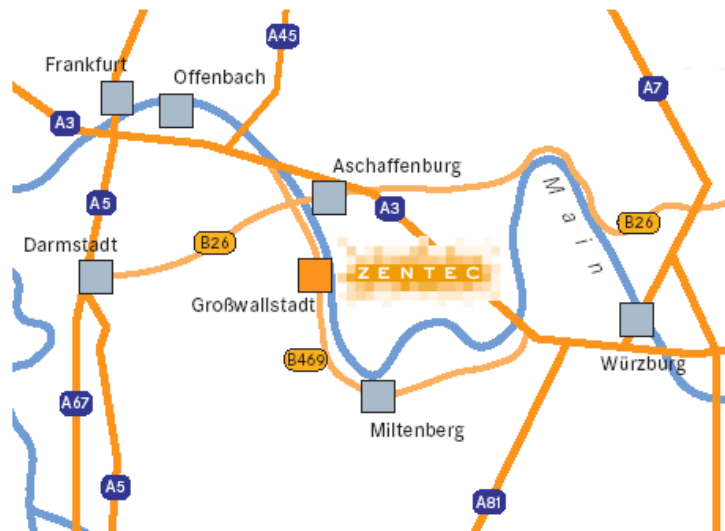 A45
Frankfurt
Offenbach
A7
A3
Aschaffenburg
Main
A5
A3
B26
B26
Darmstadt
ZENTEC
Großwallstadt
B469
Würzburg
A67
Miltenberg
A5
A81